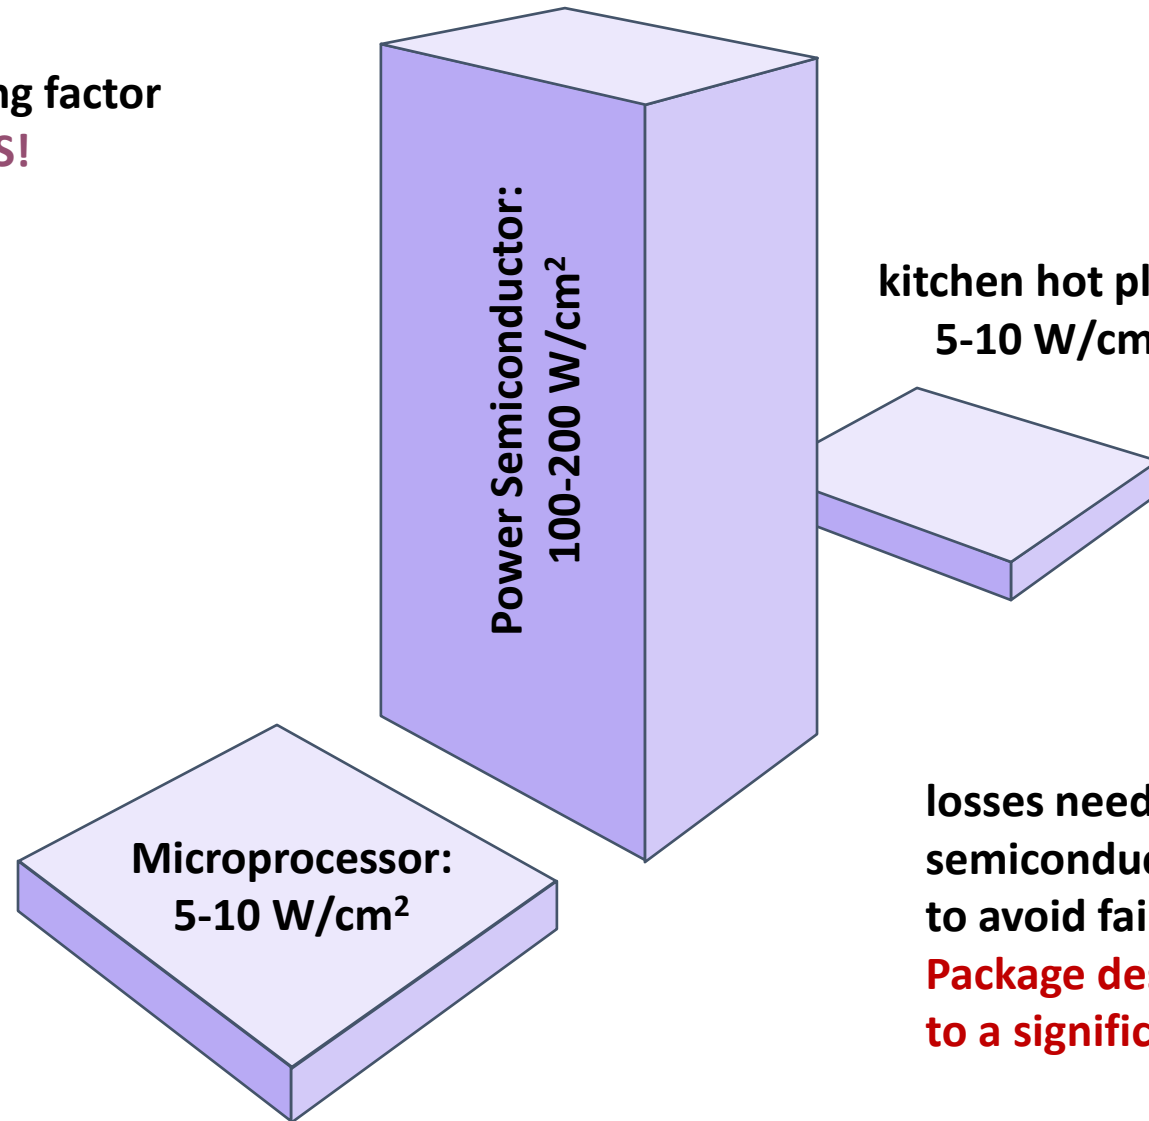 ng factor
S!
Power Semiconductor:
100-200 W/cm²
kitchen hot pl
5-10 W/cm
Microprocessor:
5-10 W/cm²
losses need
semiconduc
to avoid fai
Package des
to a signific